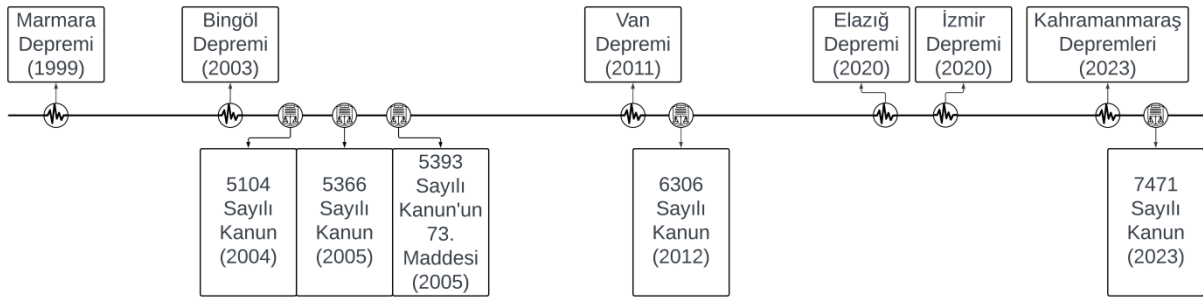 Marmara
Depremi
(1999)
Bingöl
Depremi
(2003)
Van
Depremi
(2011)
Elazığ
Depremi
(2020)
İzmir
Depremi
(2020)
Kahramanmaraş
Depremleri
(2023)
5104
Sayılı
Kanun
(2004)
5366
Sayılı
Kanun
(2005)
5393
Sayılı
Kanun'un
73.
Maddesi
(2005)
6306
Sayılı
Kanun
(2012)
7471
Sayılı
Kanun
(2023)